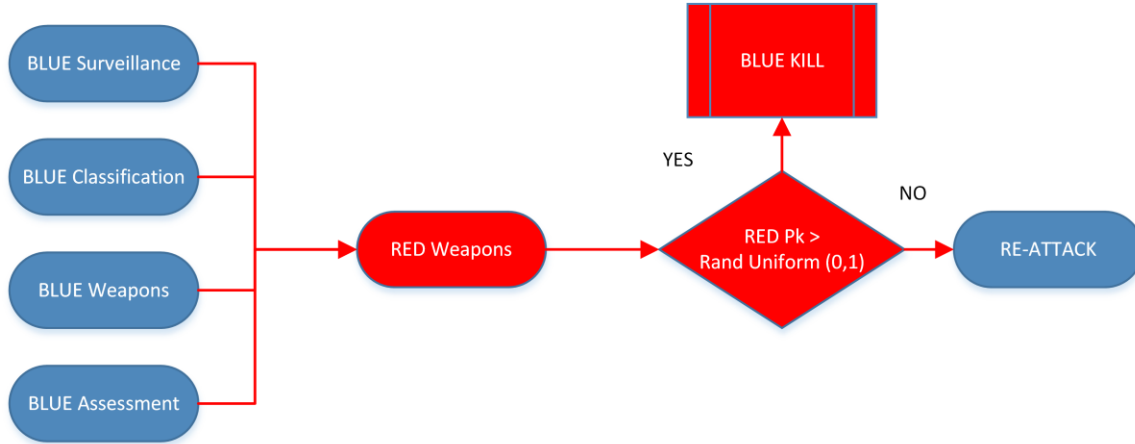 BLUE Surveillance
BLUE Classification
BLUE Weapons
BLUE Assessment
RED Weapons
BLUE KILL
YES
RED Pk >
Rand Uniform (0,1)
NO
RE-ATTACK